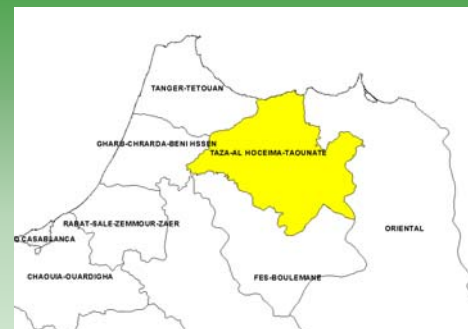 TANGER-TETOUAN
GHARB-CHRARDA-BENI HSSEN
TAZA-AL HOCEIMA-TAOUNATE
RABAT-SALE-ZEMMOUR-ZAER
ORIENTAL
CASABLANCA
CHAOUIA-OUARDIGHA
FES-BOULEMANE